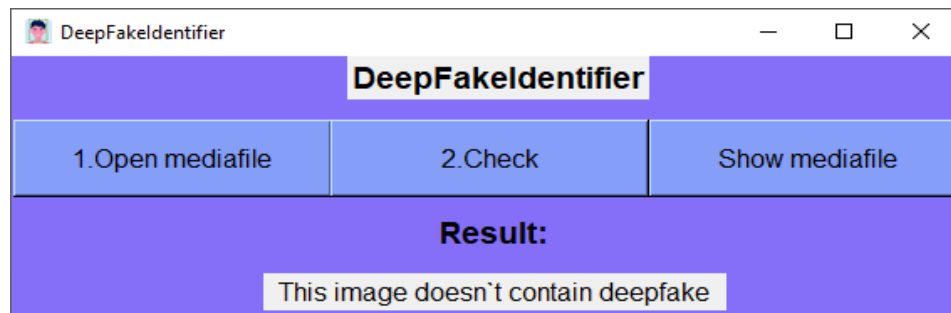 DeepFakeIdentifier
DeepFakeIdentifier
1.Open mediafile 2.Check Show mediafile
Result:
This image doesn`t contain deepfake